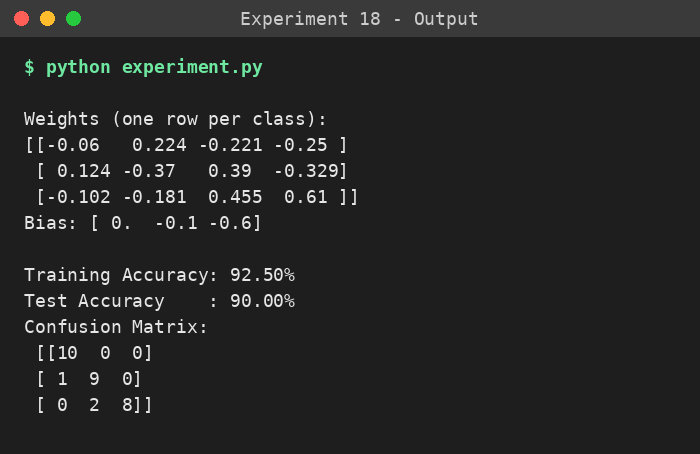 Experiment 18 - Output
$ python experiment.py
Weights (one row per class):
[[-0.06   0.224 -0.221 -0.25 ]
 [ 0.124 -0.37   0.39  -0.329]
 [-0.102 -0.181  0.455  0.61 ]]
Bias: [ 0.  -0.1 -0.6]
Training Accuracy: 92.50%
Test Accuracy    : 90.00%
Confusion Matrix:
 [[10  0  0]
 [ 1  9  0]
 [ 0  2  8]]